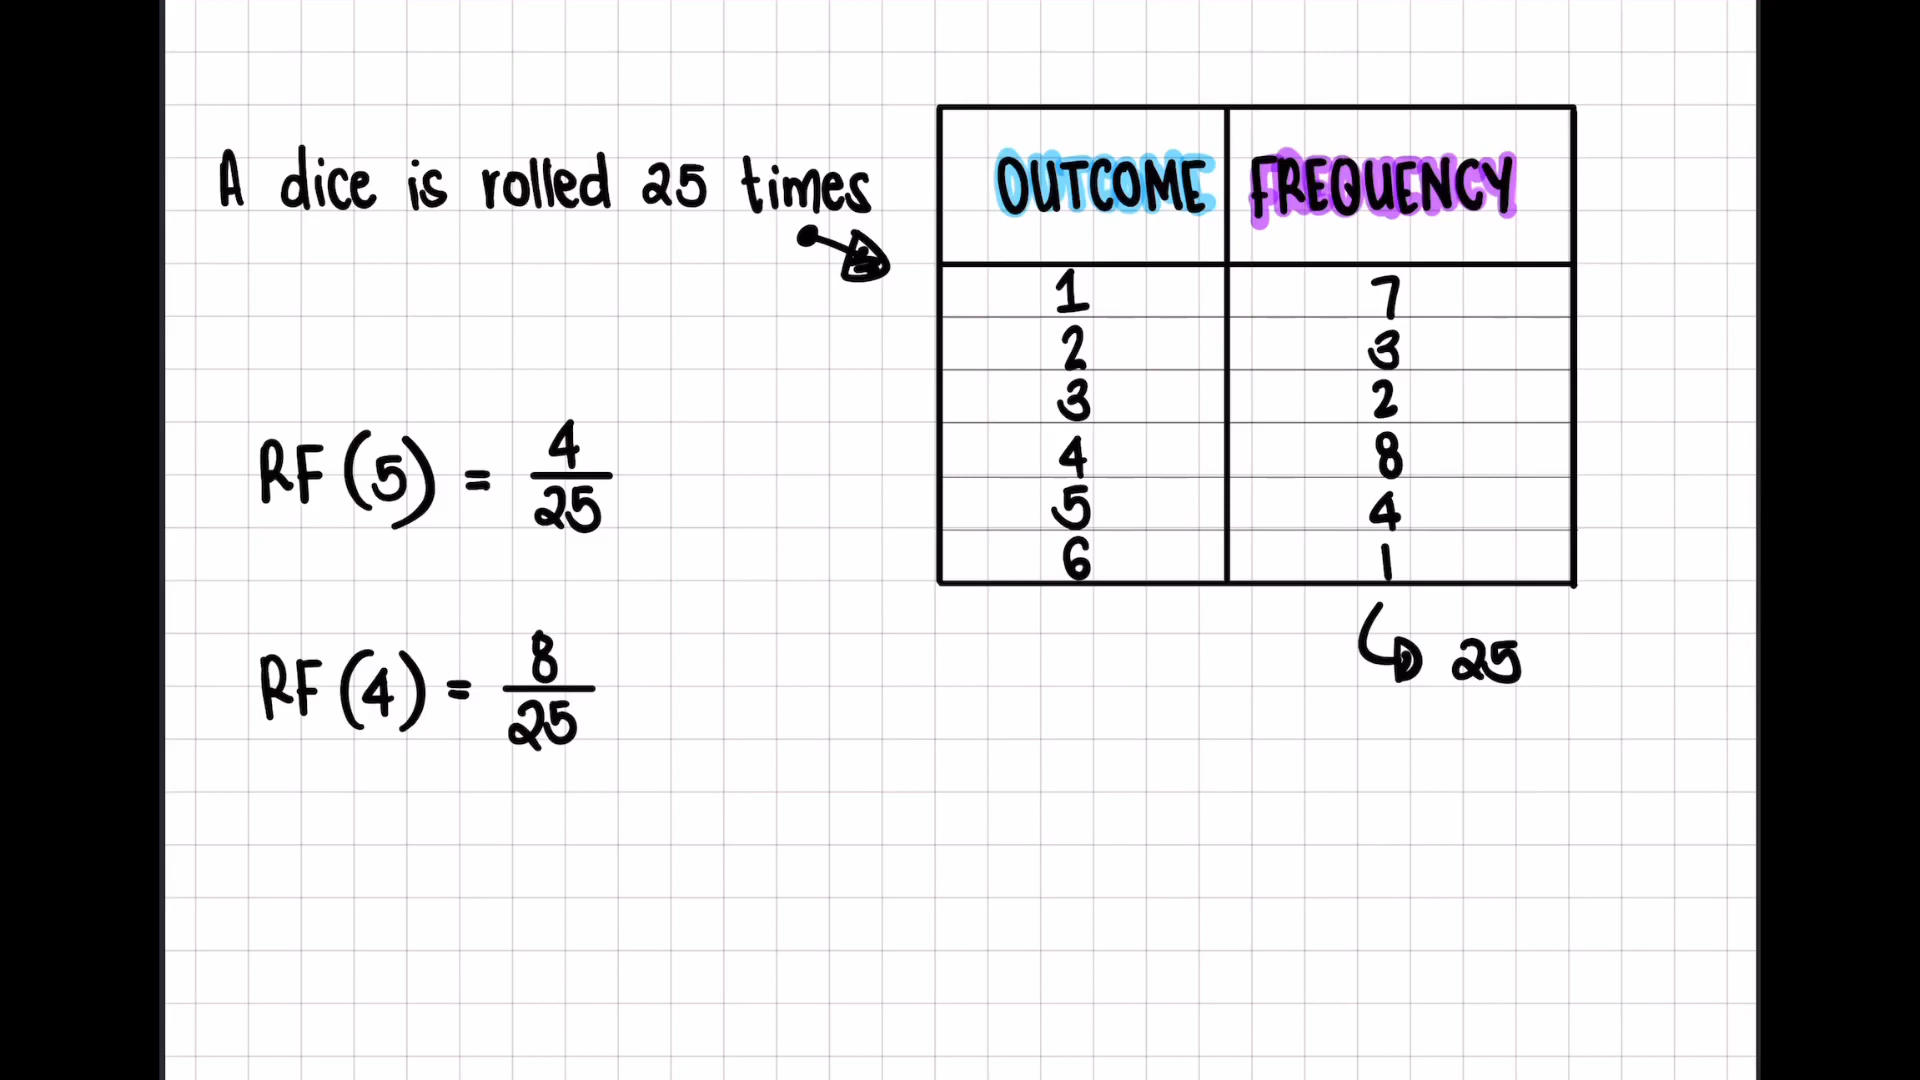 A dice is rolled 25 times
OUTCOME FREQUENCY
1 7
2 3
3 2
4 8
5 4
6 1
25
RF (5) = 4/25
RF (4) = 8/25